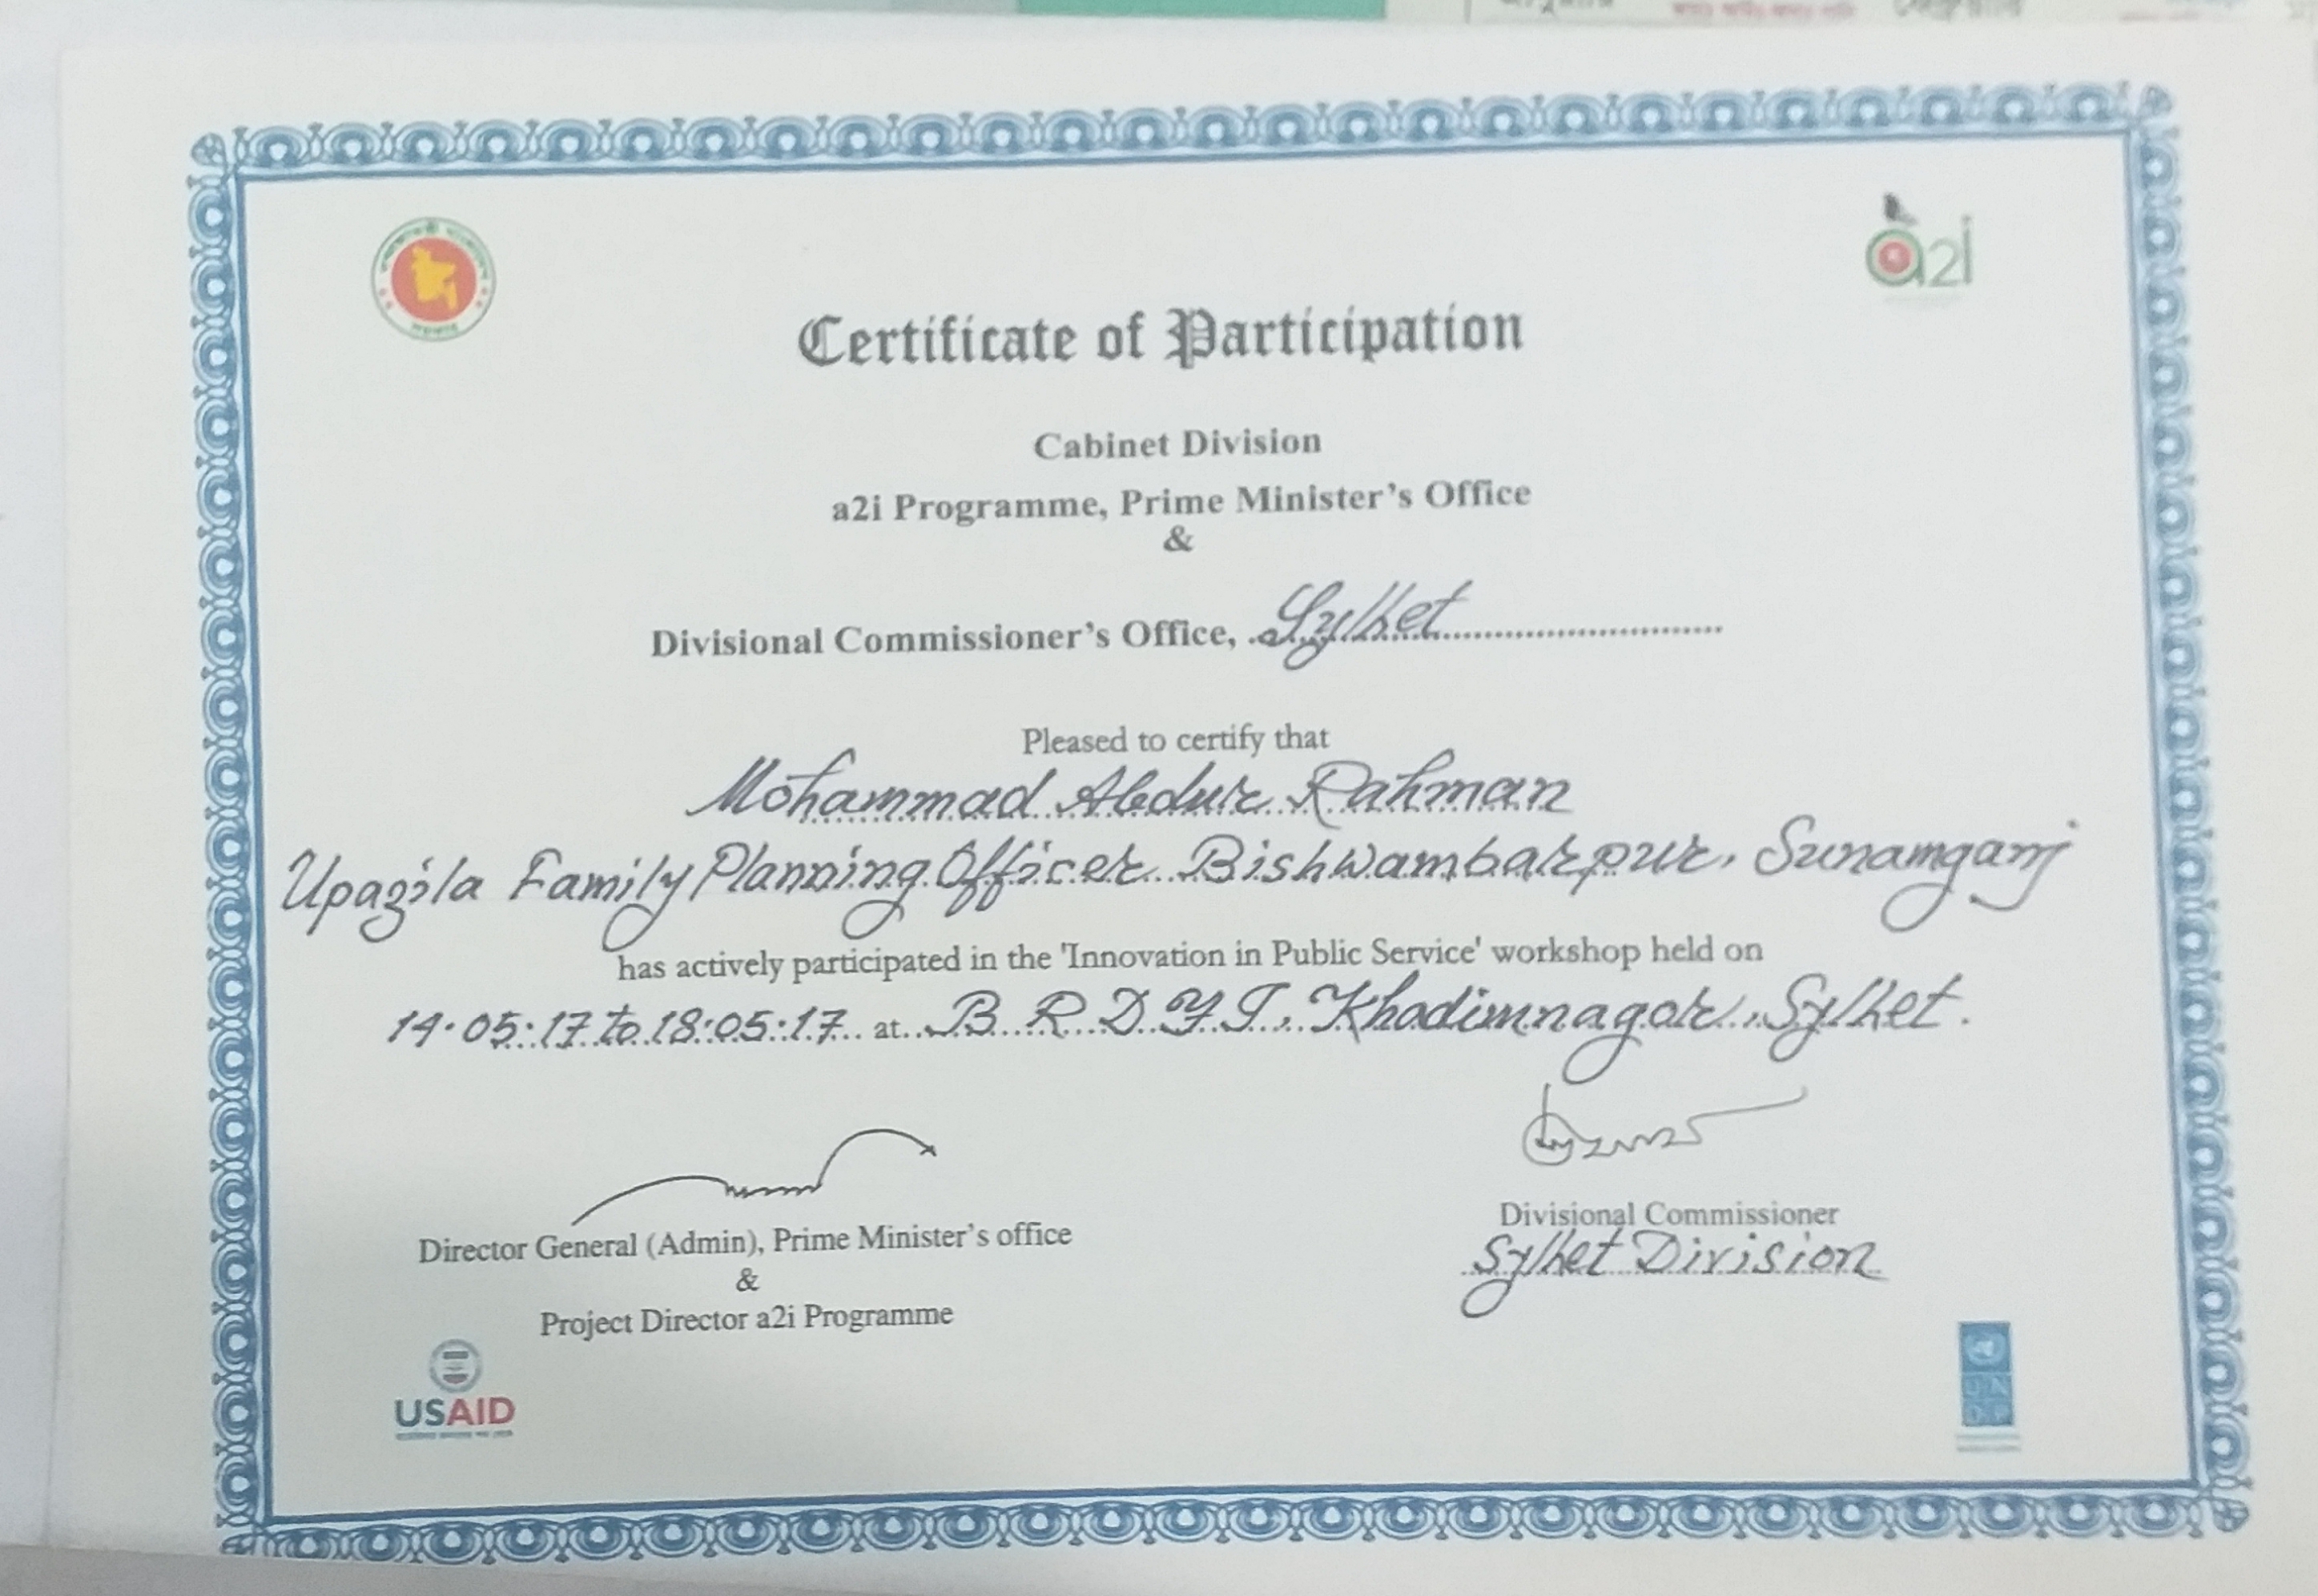 a2i
Certificate of Participation
Cabinet Division
a2i Programme, Prime Minister's Office
&
Divisional Commissioner's Office, Sylhet
Pleased to certify that
Mohammad Abdur Rahman
Upazila Family Planning Officer Bishwambarpur, Sunamganj
has actively participated in the 'Innovation in Public Service' workshop held on
14.05.17 to 18.05.17 at B R D T I, Khadimnagar, Sylhet.
Director General (Admin), Prime Minister's office
&
Project Director a2i Programme
Divisional Commissioner
Sylhet Division
USAID
UN
DP